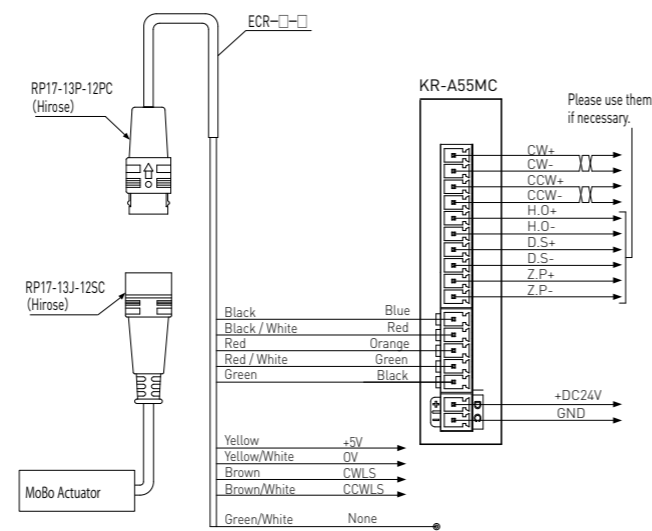 ECR-□-□
RP17-13P-12PC
(Hirose)
KR-A55MC
Please use them
if necessary.
CW+
CW-
CCW+
CCW-
H.O+
H.O-
D.S+
D.S-
Z.P+
Z.P-
RP17-13J-12SC
(Hirose)
Black Blue
Black / White Red
Red Orange
Red / White Green
Green Black
+ D +DC24V
- C GND
Yellow +5V
Yellow/White 0V
Brown CWLS
Brown/White CCWLS
MoBo Actuator
Green/White None